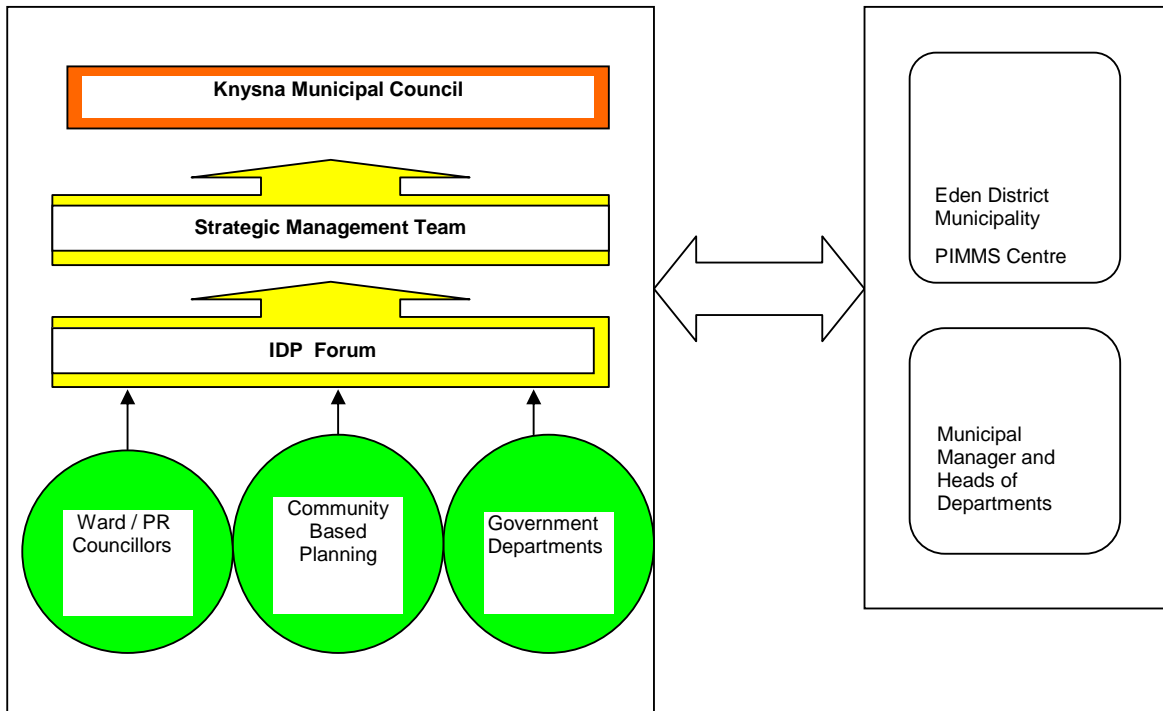 Knysna Municipal Council
Strategic Management Team
IDP Forum
Ward / PR
Councillors
Community
Based
Planning
Government
Departments
Eden District
Municipality
PIMMS Centre
Municipal
Manager and
Heads of
Departments